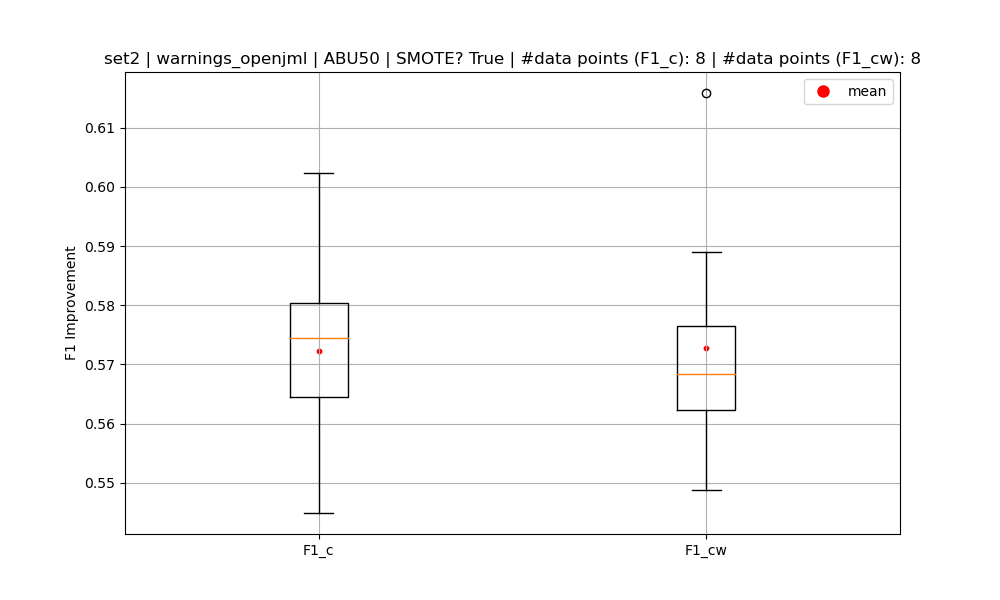 set2 | warnings_openjml | ABU50 | SMOTE? True | #data points (F1_c): 8 | #data points (F1_cw): 8
mean
0.61
0.60
0.59
0.58
0.57
0.56
0.55
F1 Improvement
F1_c
F1_cw